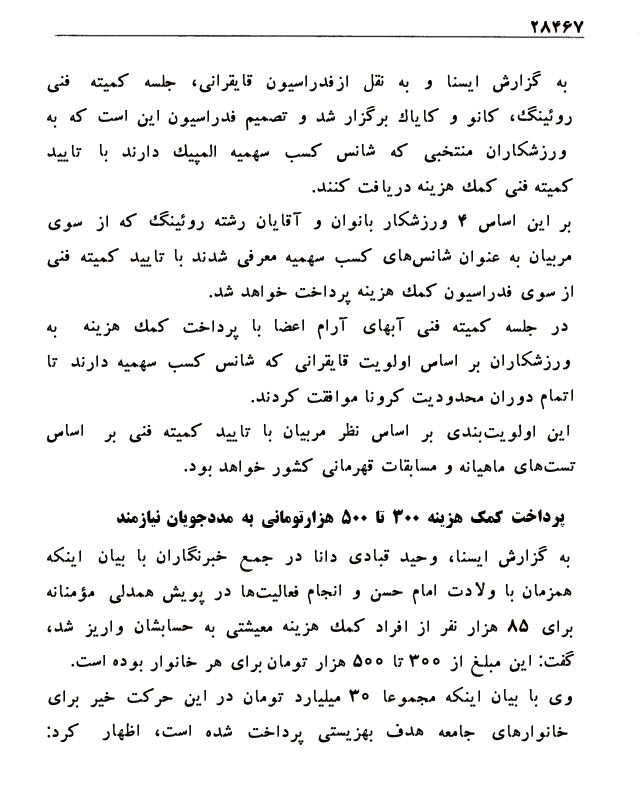 ۲۸۴۶۷
به گزارش ایسنا و به نقل ازفدراسیون قایقرانی، جلسه کمیته فنی
روئینگ، کانو و کایاك برگزار شد و تصمیم فدراسیون این است که به
ورزشکاران منتخبی که شانس کسب سهمیه المپیك دارند با تایید
کمیته فنی کمك هزینه دریافت کنند.
بر این اساس ۴ ورزشکار بانوان و آقایان رشته روئینگ که از سوی
مربیان به عنوان شانس‌های کسب سهمیه معرفی شدند با تایید کمیته فنی
از سوی فدراسیون کمك هزینه پرداخت خواهد شد.
در جلسه کمیته فنی آبهای آرام اعضا با پرداخت کمك هزینه به
ورزشکاران بر اساس اولویت قایقرانی که شانس کسب سهمیه دارند تا
اتمام دوران محدودیت کرونا موافقت کردند.
این اولویت‌بندی بر اساس نظر مربیان با تایید کمیته فنی بر اساس
تست‌های ماهیانه و مسابقات قهرمانی کشور خواهد بود.
پرداخت کمک هزینه ۳۰۰ تا ۵۰۰ هزارتومانی به مددجویان نیازمند
به گزارش ایسنا، وحید قبادی دانا در جمع خبرنگاران با بیان اینکه
همزمان با ولادت امام حسن و انجام فعالیت‌ها در پویش همدلی مؤمنانه
برای ۸۵ هزار نفر از افراد کمك هزینه معیشتی به حسابشان واریز شد،
گفت: این مبلغ از ۳۰۰ تا ۵۰۰ هزار تومان برای هر خانوار بوده است.
وی با بیان اینکه مجموعا ۳۰ میلیارد تومان در این حرکت خیر برای
خانوارهای جامعه هدف بهزیستی پرداخت شده است، اظهار کرد: